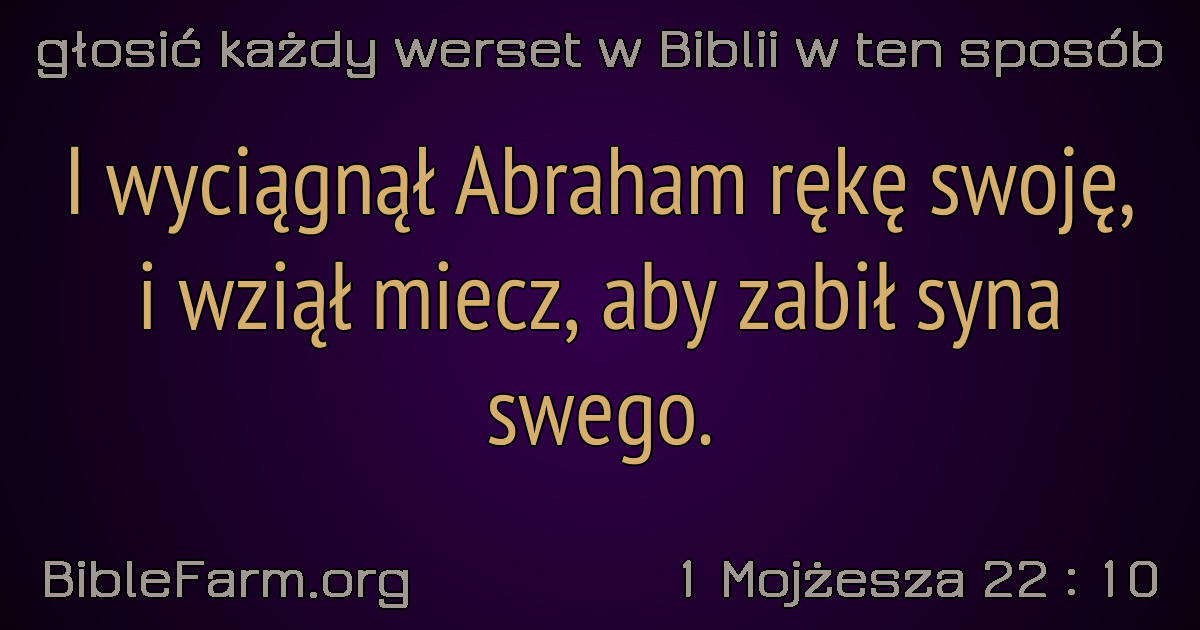 głosić każdy werset w Biblii w ten sposób
I wyciągnął Abraham rękę swoję,
i wziął miecz, aby zabił syna
swego.
BibleFarm.org
1 Mojżesza 22 : 10